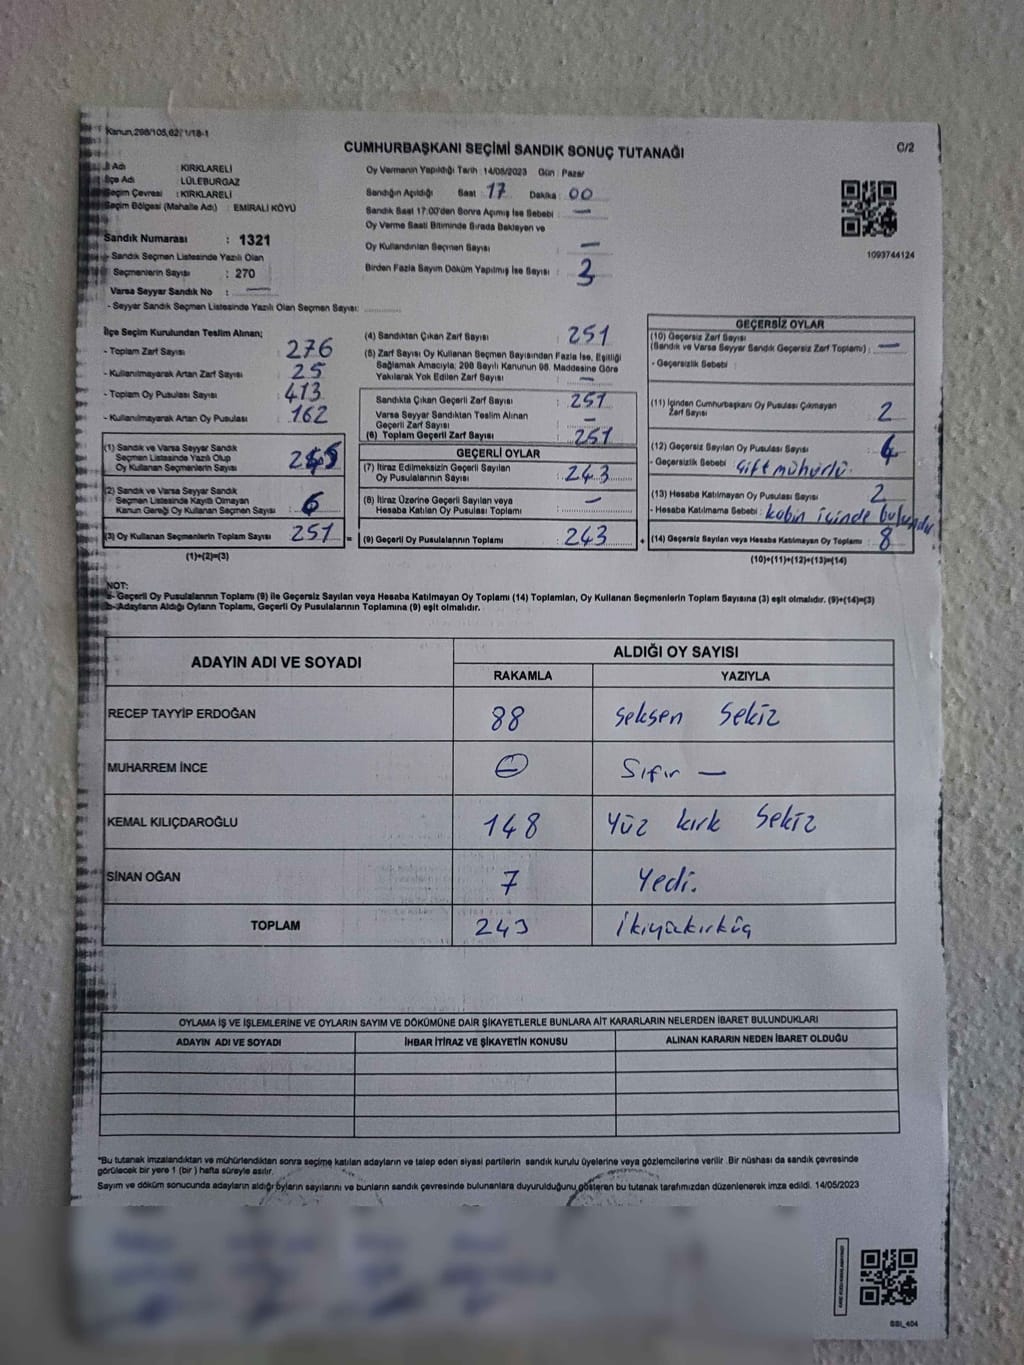 Kanun,298/105,6271/18-1
CUMHURBAŞKANI SEÇİMİ SANDIK SONUÇ TUTANAĞI
C/2
İl Adı : KIRKLARELİ
İlçe Adı : LÜLEBURGAZ
Seçim Çevresi : KIRKLARELİ
Seçim Bölgesi (Mahalle Adı) : EMİRALİ KÖYÜ
Sandık Numarası : 1321
- Sandık Seçmen Listesinde Yazılı Olan
Seçmenlerin Sayısı : 270
Varsa Seyyar Sandık No : —
- Seyyar Sandık Seçmen Listesinde Yazılı Olan Seçmen Sayısı:
Oy Vermenin Yapıldığı Tarih : 14/05/2023 Gün : Pazar
Sandığın Açıldığı Saat 17 Dakika : 00
Sandık Saat 17:00'den Sonra Açmış İse Sebebi : —
Oy Verme Saati Bitiminde Sırada Bekleyen ve
Oy Kullandırılan Seçmen Sayısı : —
Birden Fazla Sayım Döküm Yapılmış İse Sayısı : 3
1093744124
İlçe Seçim Kurulundan Teslim Alınan;
- Toplam Zarf Sayısı : 276
- Kullanılmayarak Artan Zarf Sayısı : 25
- Toplam Oy Pusulası Sayısı : 413
- Kullanılmayarak Artan Oy Pusulası : 162
(1) Sandık ve Varsa Seyyar Sandık
Seçmen Listesinde Yazılı Olup
Oy Kullanan Seçmenlerin Sayısı :
(2) Sandık ve Varsa Seyyar Sandık
Seçmen Listesinde Kayıtlı Olmayan
Kanun Gereği Oy Kullanan Seçmen Sayısı : 6
(3) Oy Kullanan Seçmenlerin Toplam Sayısı : 251 =
(1)+(2)=(3)
(4) Sandıktan Çıkan Zarf Sayısı : 251
(5) Zarf Sayısı Oy Kullanan Seçmen Sayısından Fazla İse, Eşitliği
Sağlamak Amacıyla; 298 Sayılı Kanunun 98. Maddesine Göre
Yakılarak Yok Edilen Zarf Sayısı : —
Sandıkta Çıkan Geçerli Zarf Sayısı : 251
Varsa Seyyar Sandıktan Teslim Alınan
Geçerli Zarf Sayısı : —
(6) Toplam Geçerli Zarf Sayısı : 251
GEÇERLİ OYLAR
(7) İtiraz Edilmeksizin Geçerli Sayılan
Oy Pusulalarının Sayısı : 243
(8) İtiraz Üzerine Geçerli Sayılan veya
Hesaba Katılan Oy Pusulası Toplamı : —
(9) Geçerli Oy Pusulalarının Toplamı : 243 +
GEÇERSİZ OYLAR
(10) Geçersiz Zarf Sayısı
(Sandık ve Varsa Seyyar Sandık Geçersiz Zarf Toplamı) : —
- Geçersizlik Sebebi :
(11) İçinden Cumhurbaşkanı Oy Pusulası Çıkmayan
Zarf Sayısı : 2
(12) Geçersiz Sayılan Oy Pusulası Sayısı : 4
- Geçersizlik Sebebi : Çift mühürlü.
(13) Hesaba Katılmayan Oy Pusulası Sayısı : 2
- Hesaba Katılmama Sebebi : kabin içinde bulundu
(14) Geçersiz Sayılan veya Hesaba Katılmayan Oy Toplamı : 8
(10)+(11)+(12)+(13)=(14)
NOT:
a- Geçerli Oy Pusulalarının Toplamı (9) ile Geçersiz Sayılan veya Hesaba Katılmayan Oy Toplamı (14) Toplamları, Oy Kullanan Seçmenlerin Toplam Sayısına (3) eşit olmalıdır. (9)+(14)=(3)
b- Adayların Aldığı Oyların Toplamı, Geçerli Oy Pusulalarının Toplamına (9) eşit olmalıdır.
ADAYIN ADI VE SOYADI ALDIĞI OY SAYISI
RAKAMLA YAZIYLA
RECEP TAYYİP ERDOĞAN 88 Seksen Sekiz
MUHARREM İNCE 0 Sıfır —
KEMAL KILIÇDAROĞLU 148 Yüz kırk Sekiz
SİNAN OĞAN 7 Yedi.
TOPLAM 243 ikiyüzkırküç
OYLAMA İŞ VE İŞLEMLERİNE VE OYLARIN SAYIM VE DÖKÜMÜNE DAİR ŞİKAYETLERLE BUNLARA AİT KARARLARIN NELERDEN İBARET BULUNDUKLARI
ADAYIN ADI VE SOYADI İHBAR İTİRAZ VE ŞİKAYETİN KONUSU ALINAN KARARIN NEDEN İBARET OLDUĞU
*Bu tutanak imzalandıktan ve mühürlendikten sonra seçime katılan adayların ve talep eden siyasi partilerin sandık kurulu üyelerine veya gözlemcilerine verilir .Bir nüshası da sandık çevresinde
görülecek bir yere 1 (bir ) hafta süreyle asılır.
Sayım ve döküm sonucunda adayların aldığı oyların sayılarını ve bunların sandık çevresinde bulunanlara duyurulduğunu gösteren bu tutanak tarafımızdan düzenlenerek imza edildi. 14/05/2023